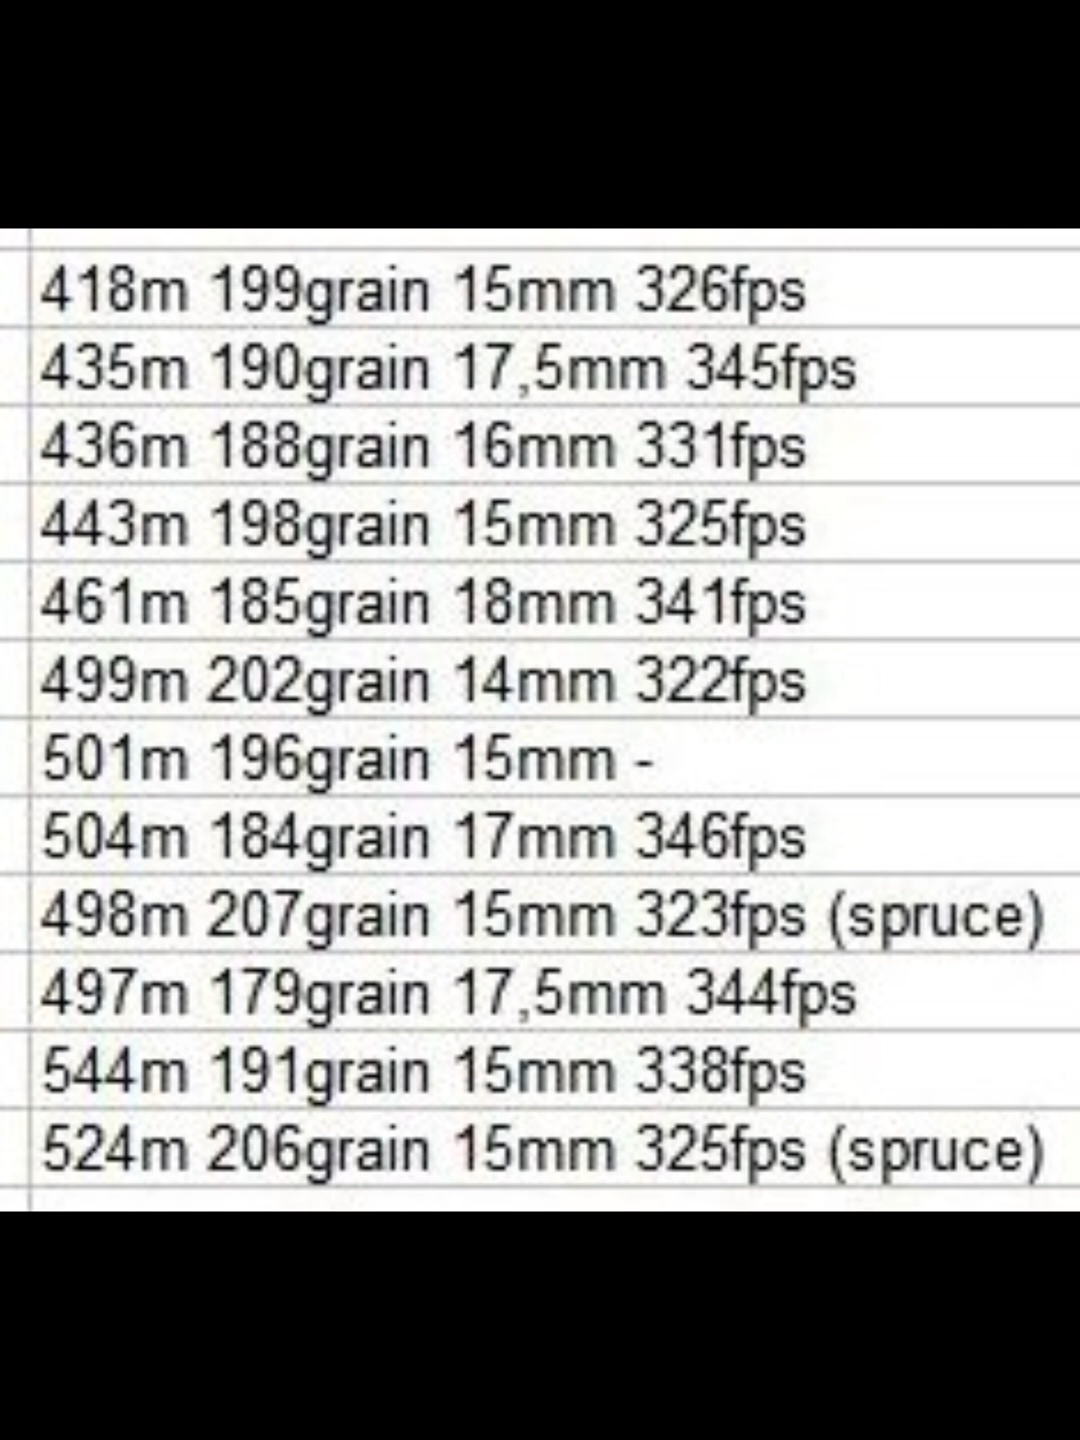 418m 199grain 15mm 326fps
435m 190grain 17,5mm 345fps
436m 188grain 16mm 331fps
443m 198grain 15mm 325fps
461m 185grain 18mm 341fps
499m 202grain 14mm 322fps
501m 196grain 15mm -
504m 184grain 17mm 346fps
498m 207grain 15mm 323fps (spruce)
497m 179grain 17,5mm 344fps
544m 191grain 15mm 338fps
524m 206grain 15mm 325fps (spruce)